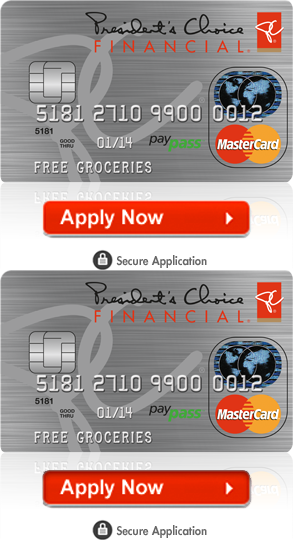 President's Choice
FINANCIAL®
5181 2710 9900 0012
5181
GOOD
THRU
01/14
paypass
MasterCard
FREE GROCERIES
Apply Now
Secure Application
President's Choice
FINANCIAL®
5181 2710 9900 0012
5181
GOOD
THRU
01/14
paypass
MasterCard
FREE GROCERIES
Apply Now
Secure Application